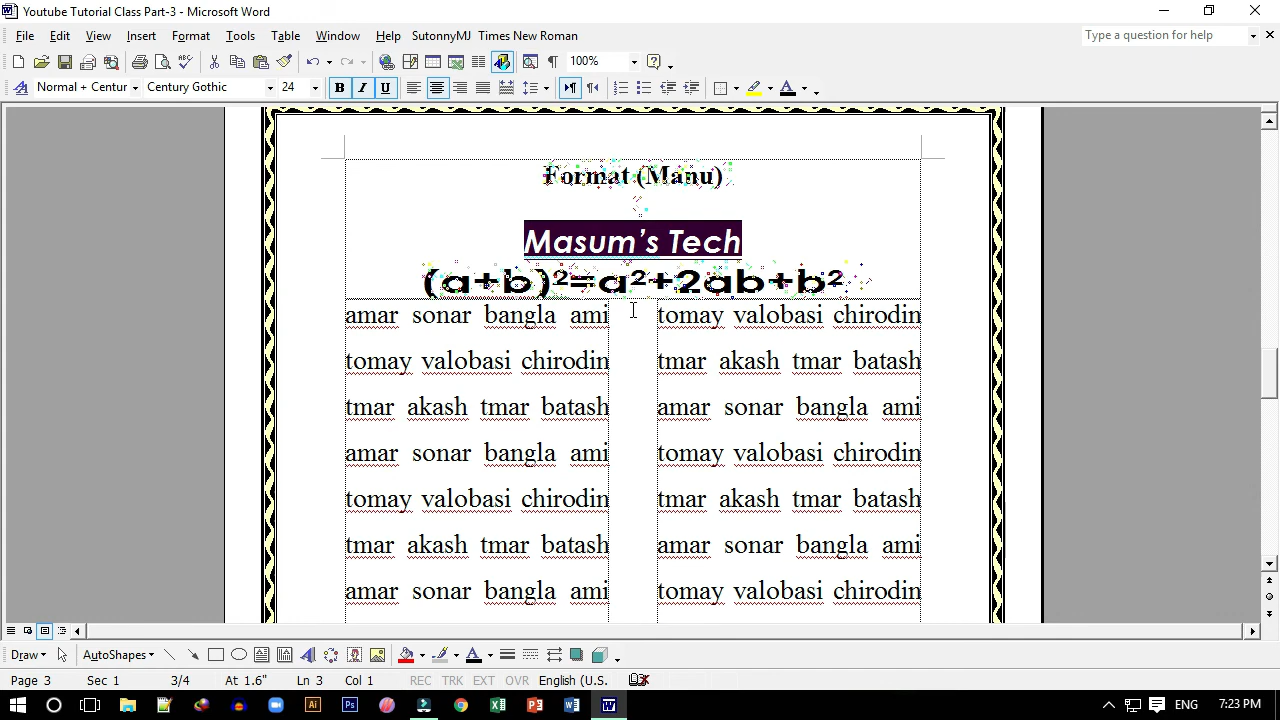 Youtube Tutorial Class Part-3 - Microsoft Word
File Edit View Insert Format Tools Table Window Help SutonnyMJ Times New Roman
Type a question for help
100%
Normal + Centur Century Gothic 24 B I U
Format (Manu)
Masum's Tech
(a+b)²=a²+2ab+b²
amar sonar bangla ami
tomay valobasi chirodin
tmar akash tmar batash
amar sonar bangla ami
tomay valobasi chirodin
tmar akash tmar batash
amar sonar bangla ami
tomay valobasi chirodin
tmar akash tmar batash
amar sonar bangla ami
tomay valobasi chirodin
tmar akash tmar batash
amar sonar bangla ami
tomay valobasi chirodin
Draw AutoShapes
Page 3 Sec 1 3/4 At 1.6" Ln 3 Col 1 REC TRK EXT OVR English (U.S.
ENG 7:23 PM